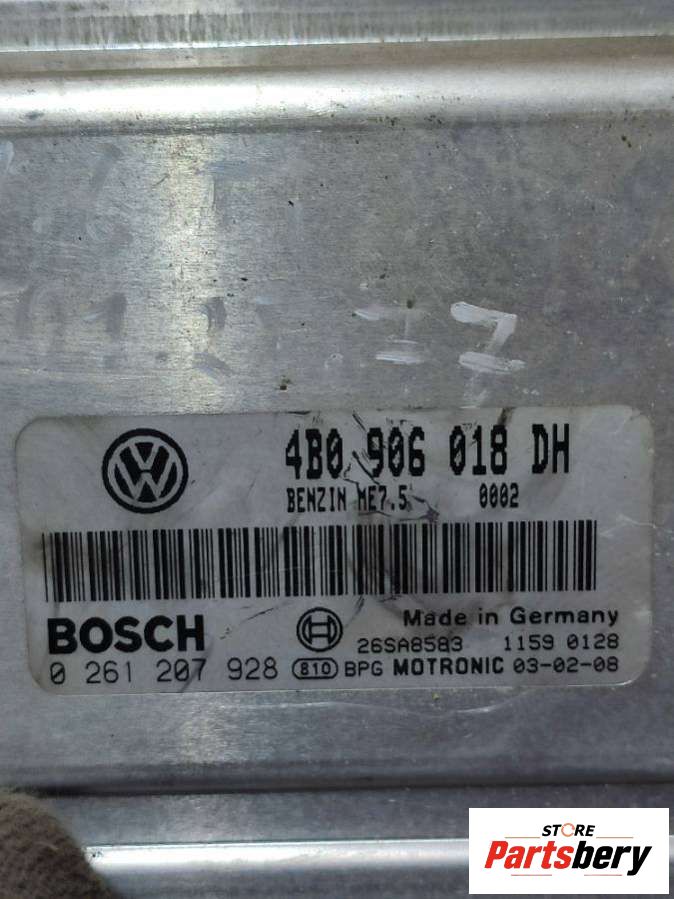 4B0 906 018 DH
BENZIN ME7.5 0002
BOSCH
Made in Germany
26SA8583 1159 0128
0 261 207 928 810 BPG MOTRONIC 03-02-08
STORE
Partsbery